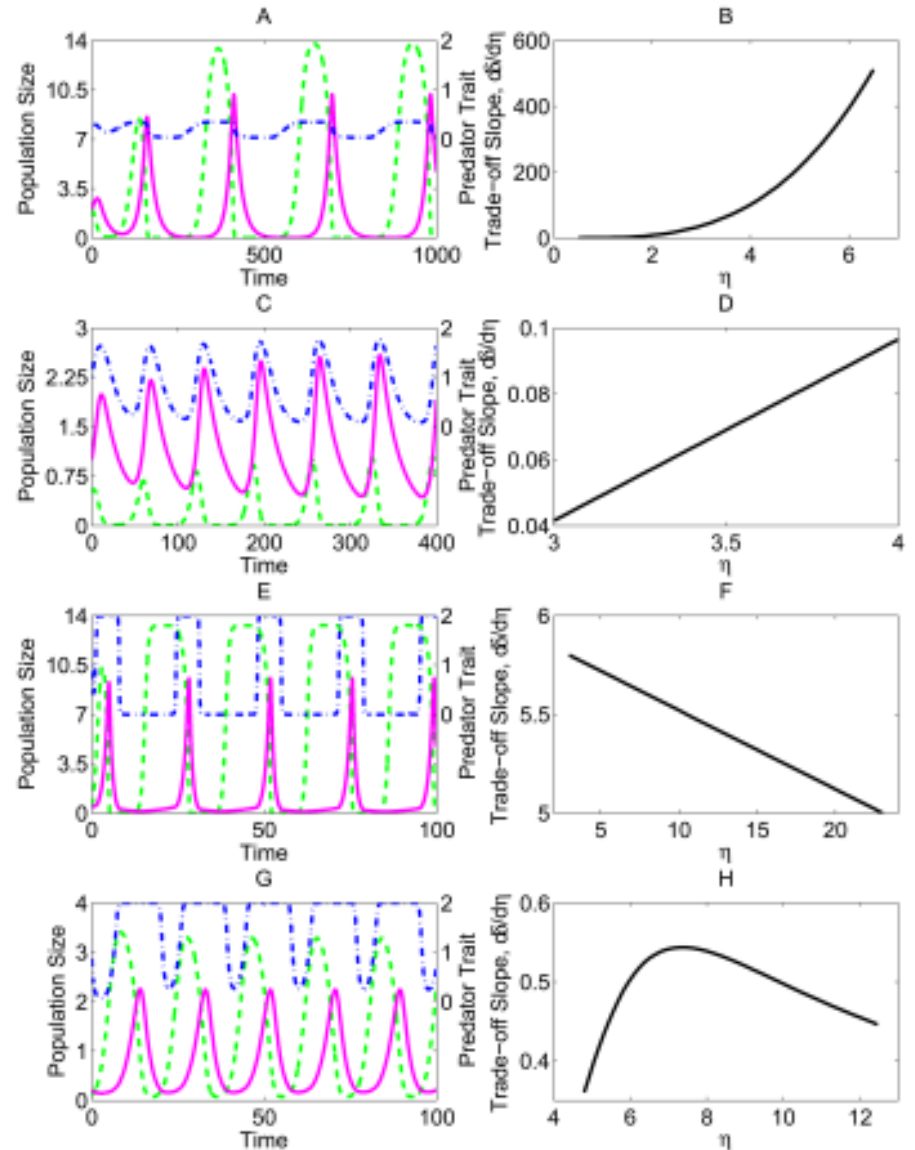 A
B
Population Size
14
10.5
7
3.5
0
0
500
1000
Time
2
1
0
Predator Trait
Trade-off Slope, dδ/dη
600
400
200
0
0
2
4
6
η
C
D
Population Size
3
2.25
1.5
0.75
0
0
100
200
300
400
Time
2
1
0
Predator Trait
Trade-off Slope, dδ/dη
0.1
0.08
0.06
0.04
3
3.5
4
η
E
F
Population Size
14
10.5
7
3.5
0
0
50
100
Time
2
1
0
Predator Trait
Trade-off Slope, dδ/dη
6
5.5
5
5
10
15
20
η
G
H
Population Size
4
3
2
1
0
0
50
100
Time
2
1
0
Predator Trait
Trade-off Slope, dδ/dη
0.6
0.5
0.4
4
6
8
10
12
η